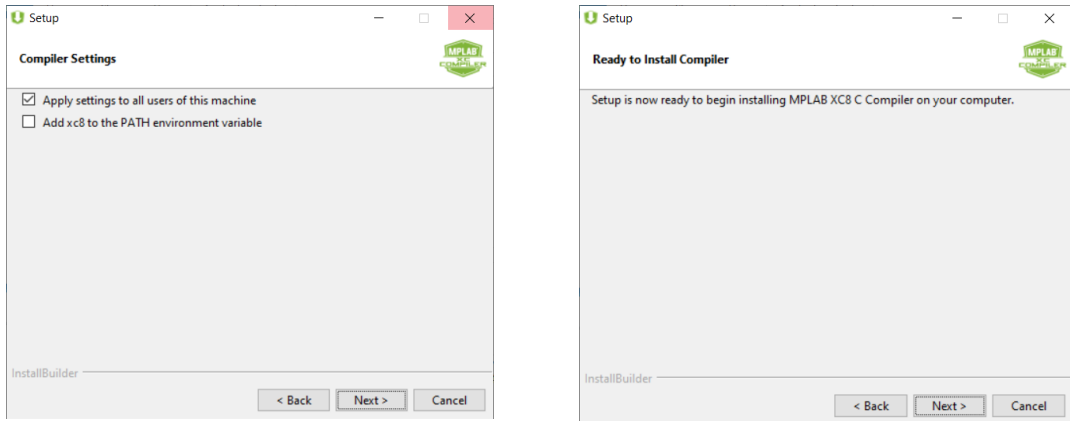 Setup
Compiler Settings
MPLAB
XC
COMPILER
Apply settings to all users of this machine
Add xc8 to the PATH environment variable
InstallBuilder
< Back
Next >
Cancel
Setup
Ready to Install Compiler
MPLAB
XC
COMPILER
Setup is now ready to begin installing MPLAB XC8 C Compiler on your computer.
InstallBuilder
< Back
Next >
Cancel